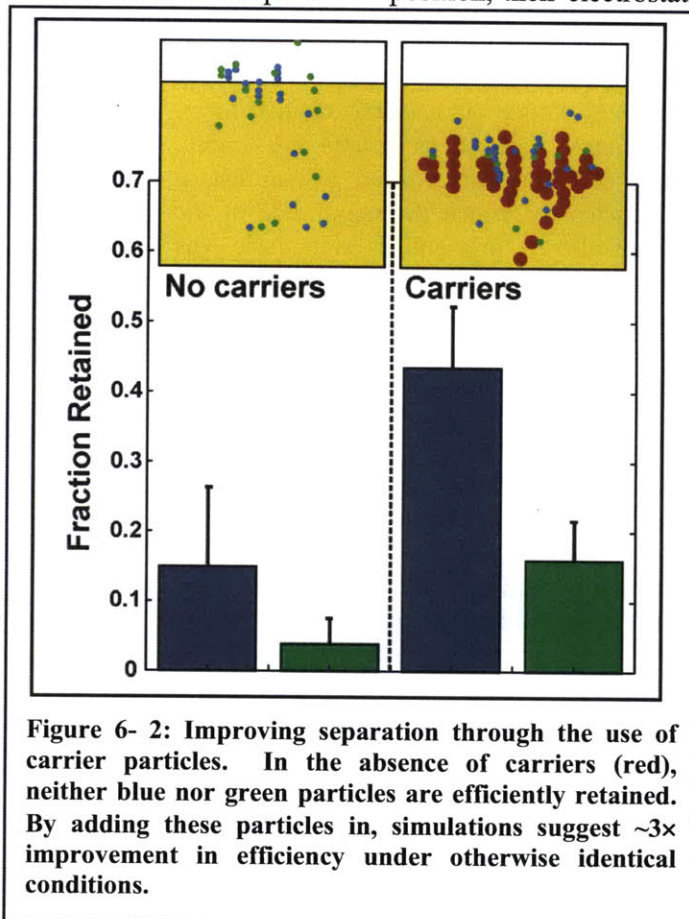 0.7
0.6
No carriers
Carriers
0.5
0.4
0.3
0.2
0.1
0
Fraction Retained
Figure 6- 2: Improving separation through the use of
carrier particles. In the absence of carriers (red),
neither blue nor green particles are efficiently retained.
By adding these particles in, simulations suggest ~3×
improvement in efficiency under otherwise identical
conditions.